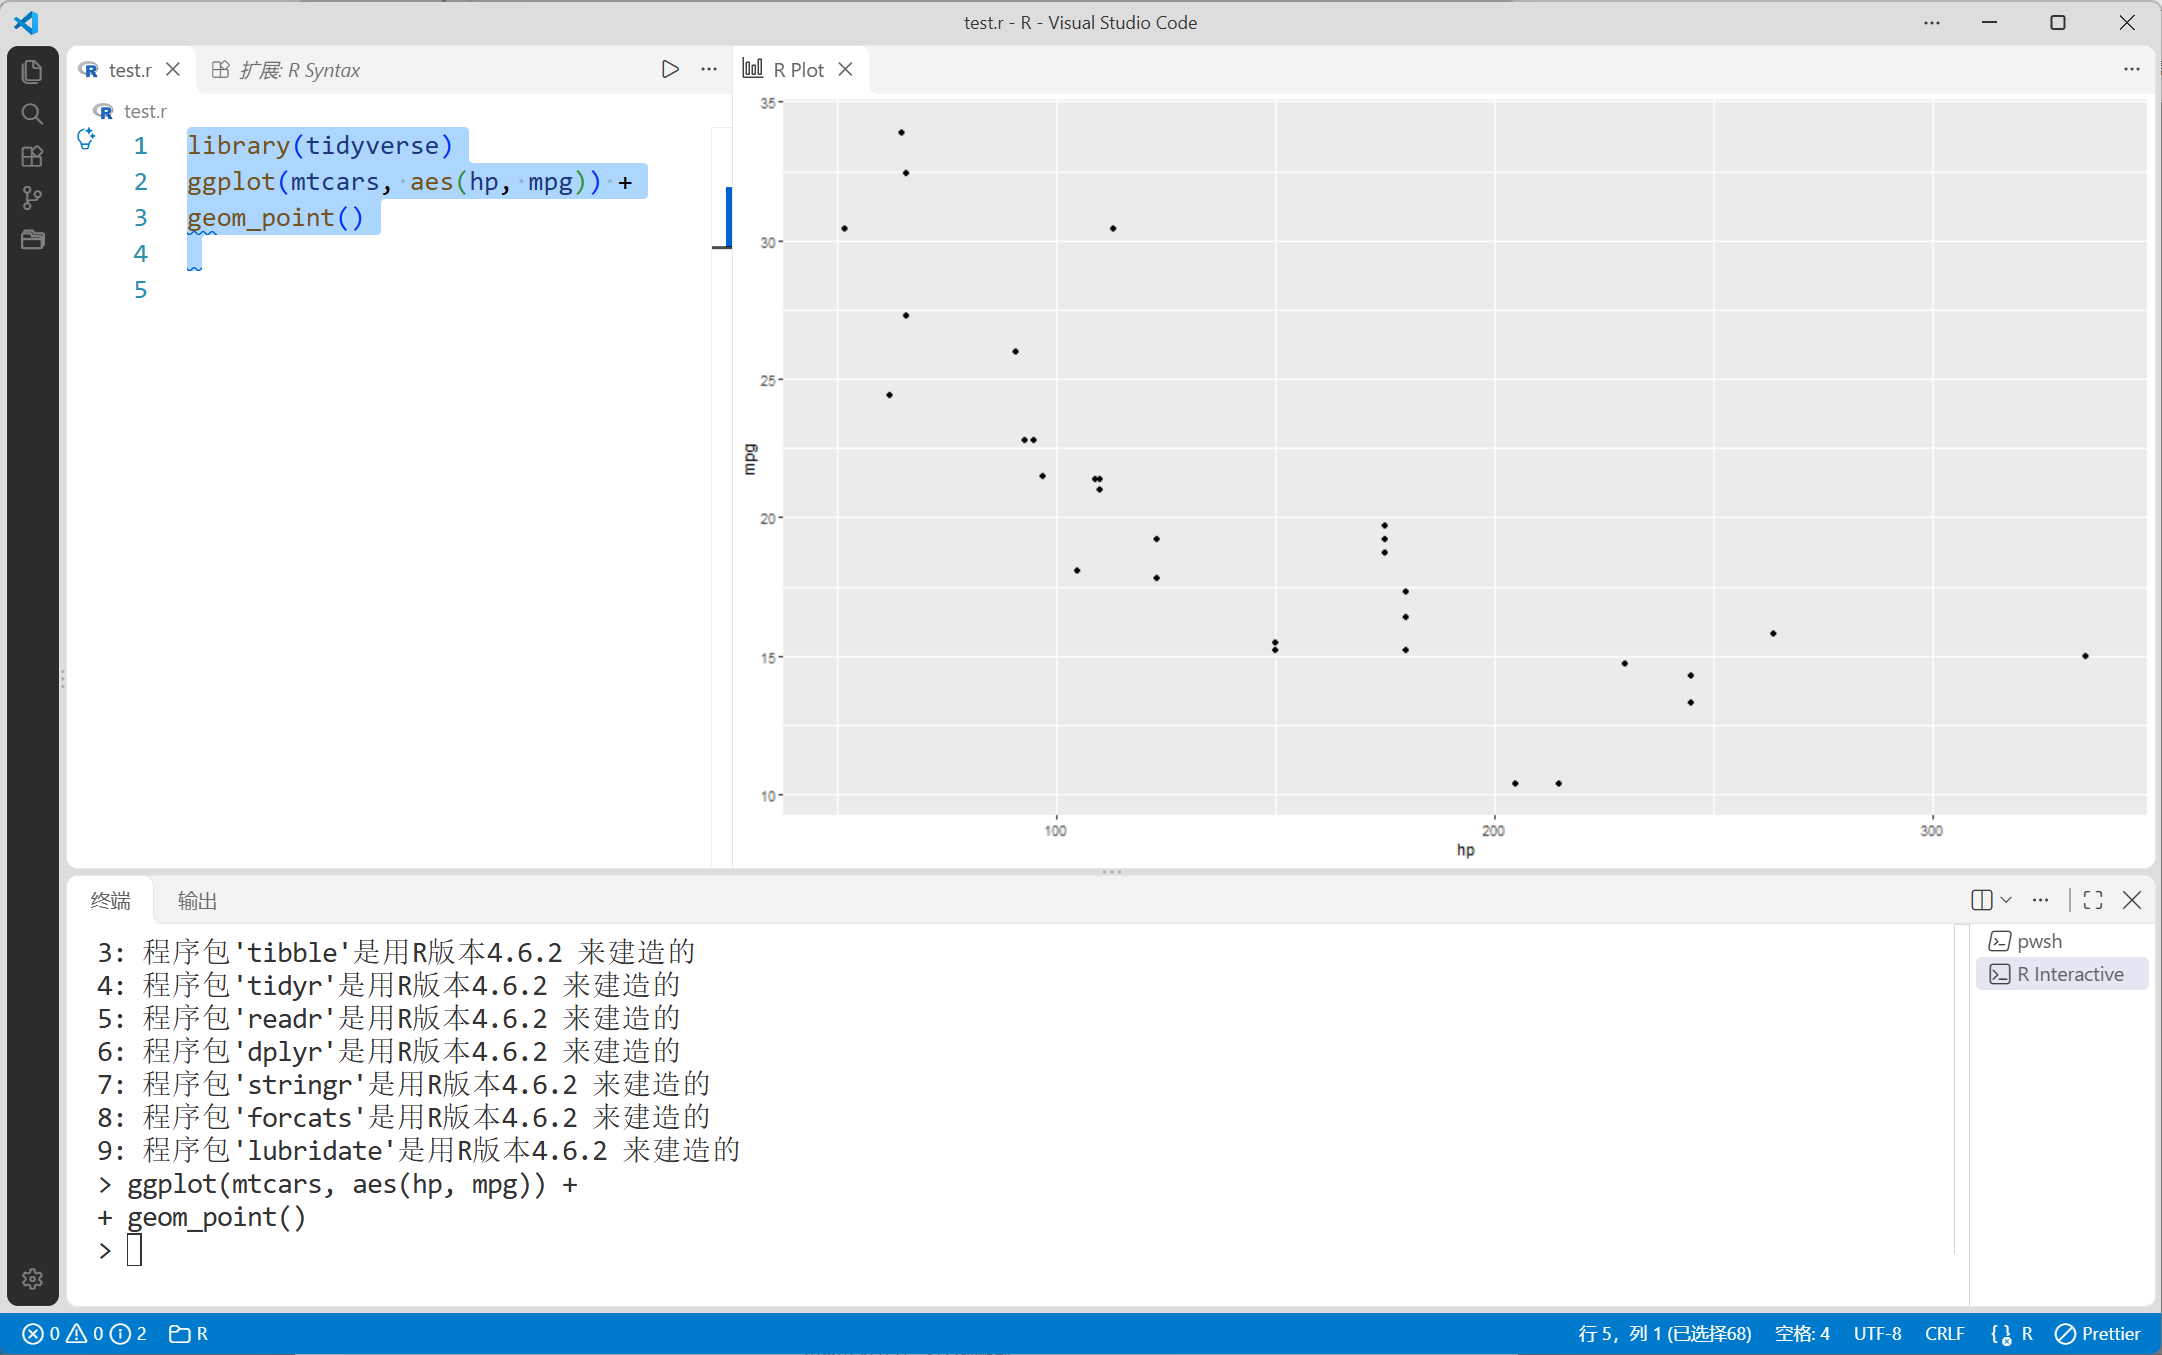 test.r - R - Visual Studio Code
test.r
扩展: R Syntax
R Plot
test.r
1 library(tidyverse)
2 ggplot(mtcars, aes(hp, mpg)) +
3 geom_point()
4
5
35
30
25
20
15
10
mpg
100 200 300
hp
终端 输出
3: 程序包'tibble'是用R版本4.6.2 来建造的
4: 程序包'tidyr'是用R版本4.6.2 来建造的
5: 程序包'readr'是用R版本4.6.2 来建造的
6: 程序包'dplyr'是用R版本4.6.2 来建造的
7: 程序包'stringr'是用R版本4.6.2 来建造的
8: 程序包'forcats'是用R版本4.6.2 来建造的
9: 程序包'lubridate'是用R版本4.6.2 来建造的
> ggplot(mtcars, aes(hp, mpg)) +
+ geom_point()
>
pwsh
R Interactive
0 0 2 R 行 5，列 1 (已选择68) 空格: 4 UTF-8 CRLF R Prettier